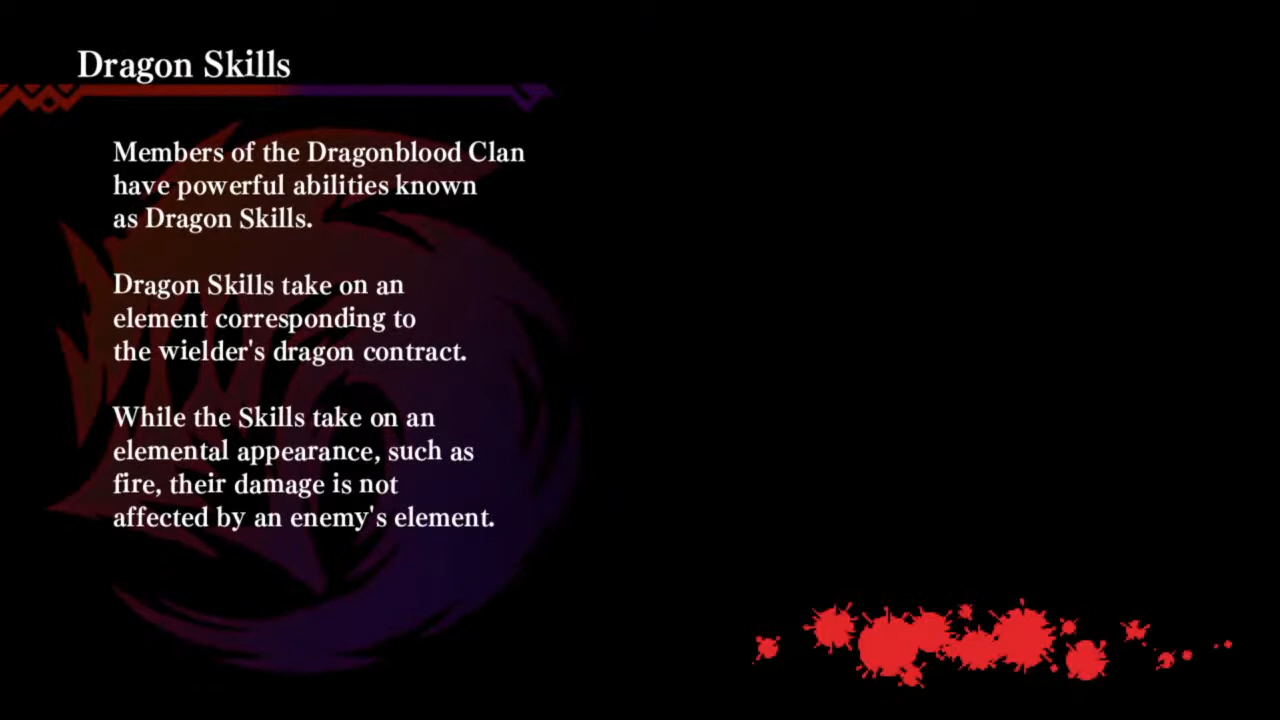 Dragon Skills
Members of the Dragonblood Clan
have powerful abilities known
as Dragon Skills.
Dragon Skills take on an
element corresponding to
the wielder's dragon contract.
While the Skills take on an
elemental appearance, such as
fire, their damage is not
affected by an enemy's element.